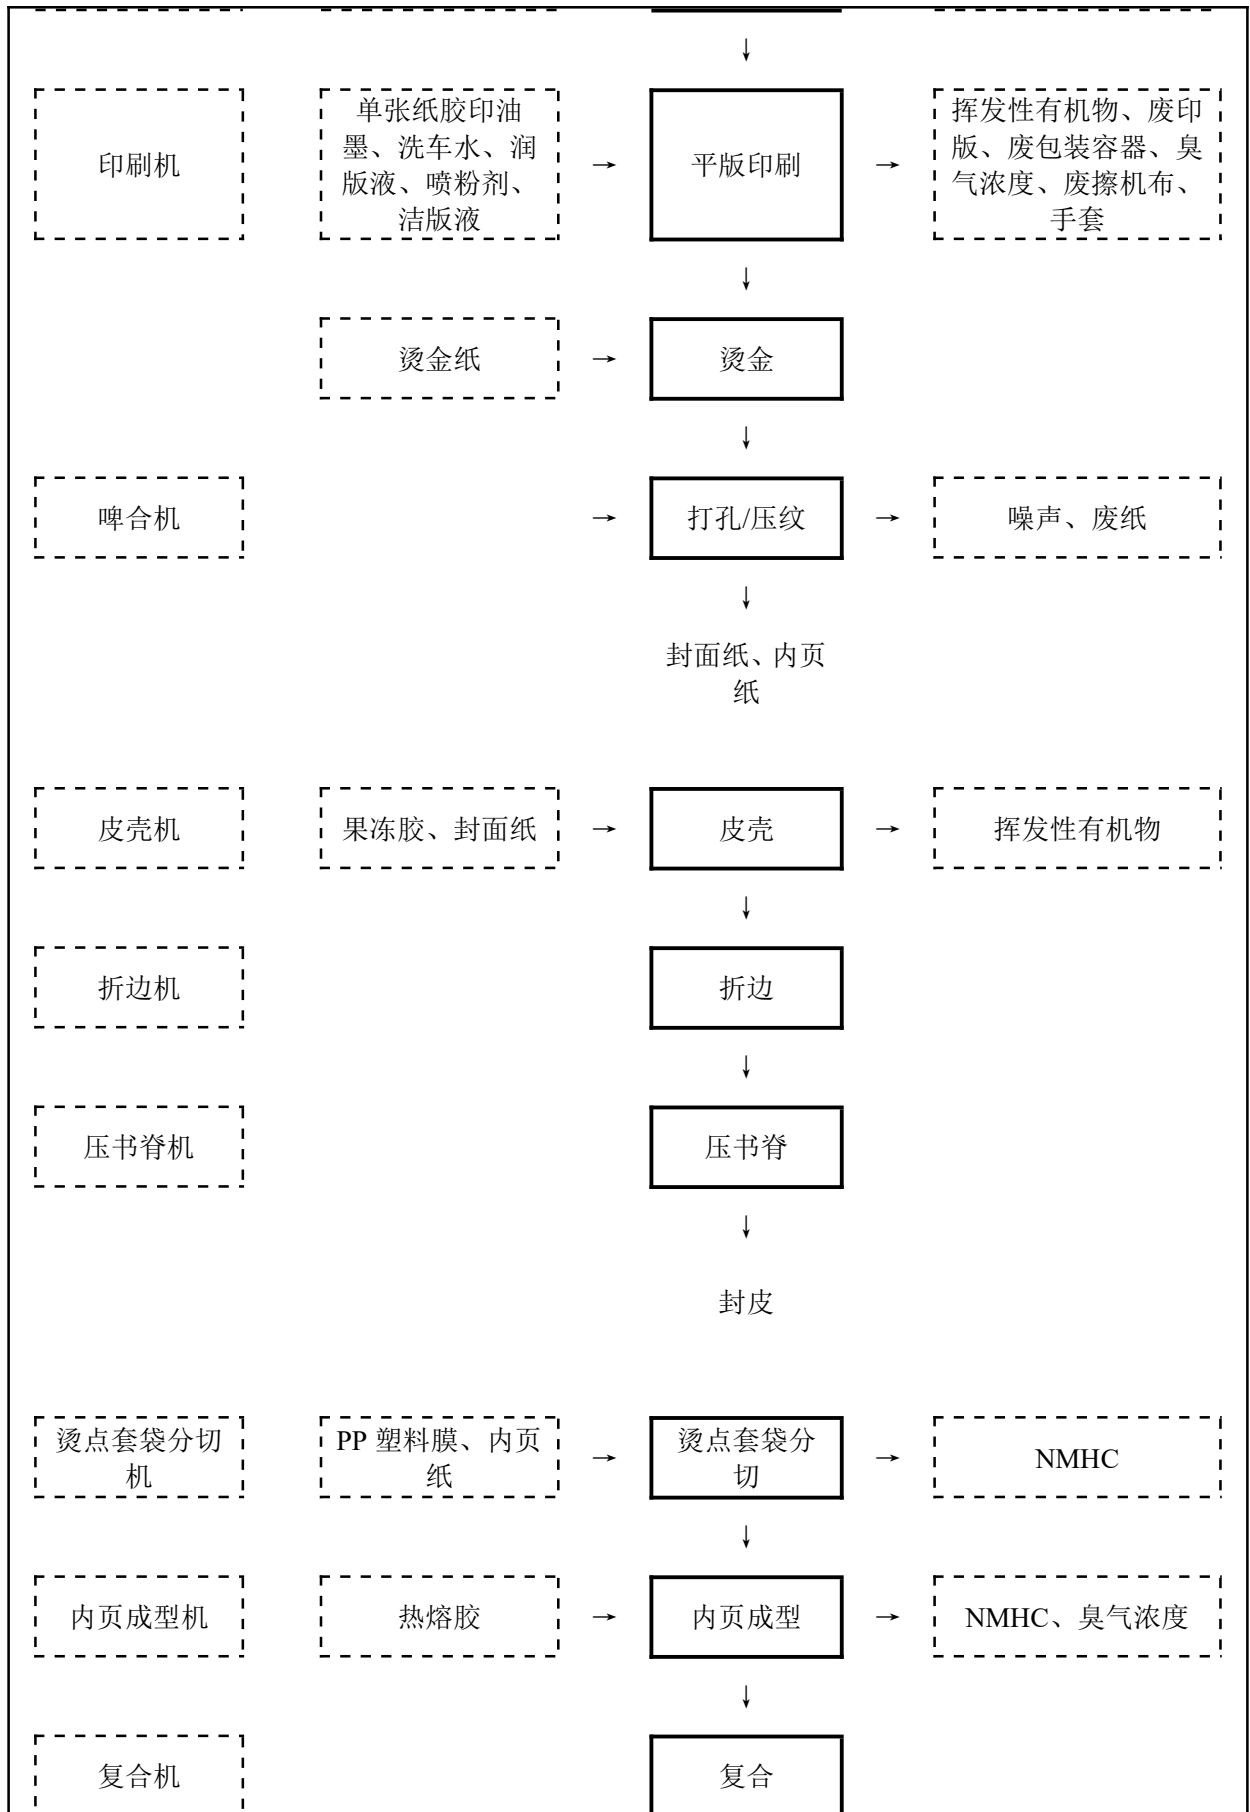 ↓
单张纸胶印油
墨、洗车水、润
版液、喷粉剂、
洁版液
挥发性有机物、废印
版、废包装容器、臭
气浓度、废擦机布、
手套
印刷机
→
平版印刷
→
↓
烫金纸
→
烫金
↓
啤合机
→
打孔/压纹
→
噪声、废纸
↓
封面纸、内页
纸
皮壳机
果冻胶、封面纸
→
皮壳
→
挥发性有机物
↓
折边机
折边
↓
压书脊机
压书脊
↓
封皮
烫点套袋分切
机
PP 塑料膜、内页
纸
→
烫点套袋分
切
→
NMHC
↓
内页成型机
热熔胶
→
内页成型
→
NMHC、臭气浓度
↓
复合机
复合